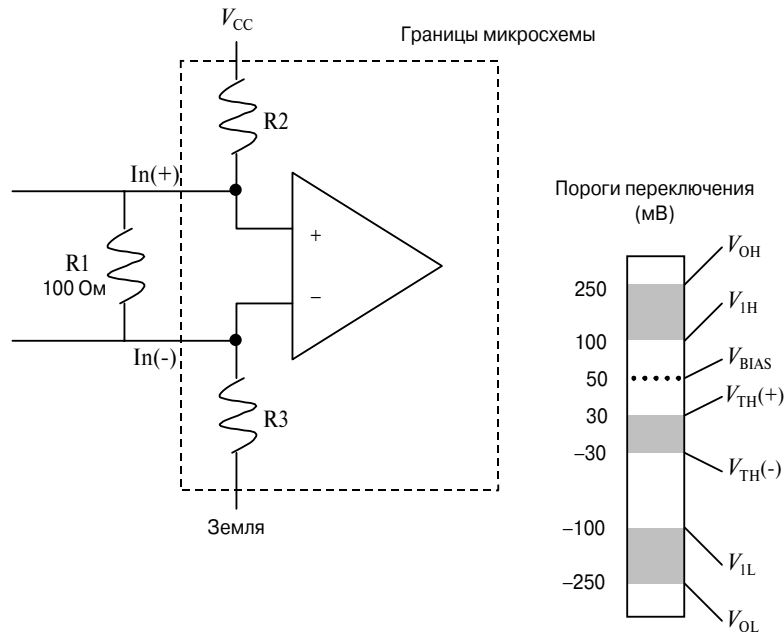 V_CC
Границы микросхемы
R2
In(+)
R1
100 Ом
+
−
In(-)
R3
Земля
Пороги переключения
(мВ)
250
100
50
30
−30
−100
−250
V_OH
V_1H
V_BIAS
V_TH(+)
V_TH(-)
V_1L
V_OL